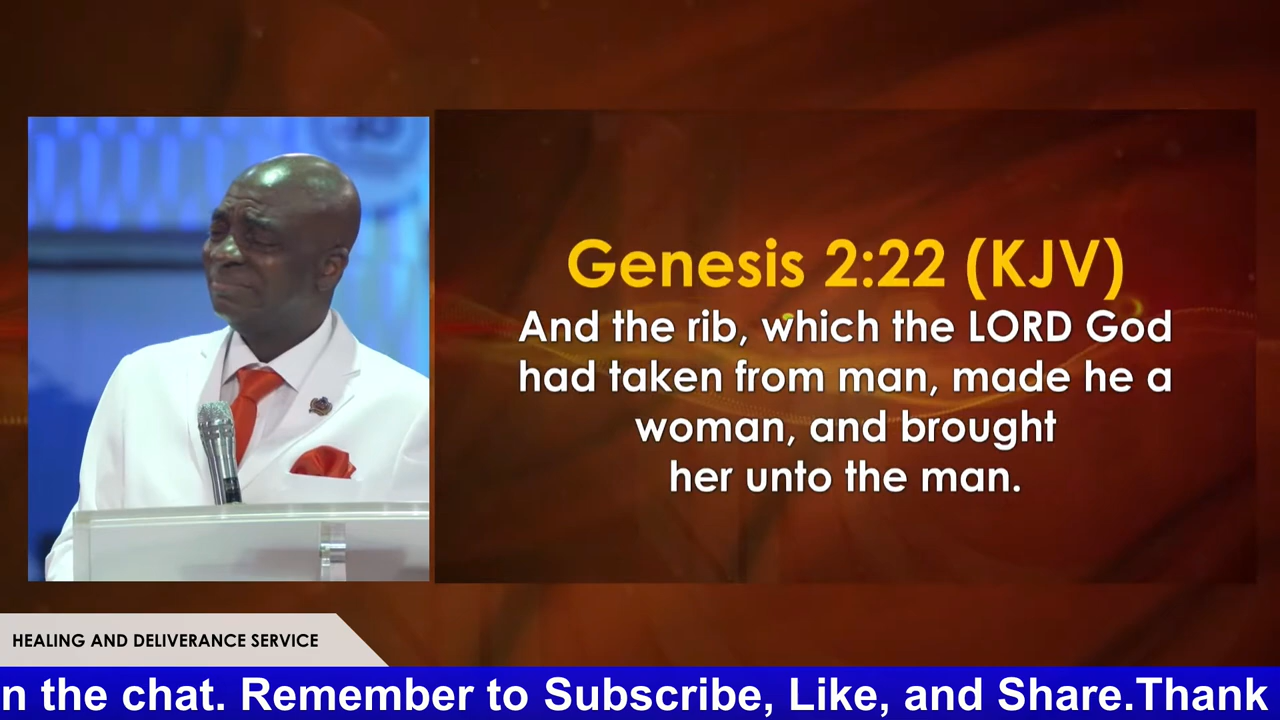 Genesis 2:22 (KJV)
And the rib, which the LORD God
had taken from man, made he a
woman, and brought
her unto the man.
HEALING AND DELIVERANCE SERVICE
n the chat. Remember to Subscribe, Like, and Share.Thank